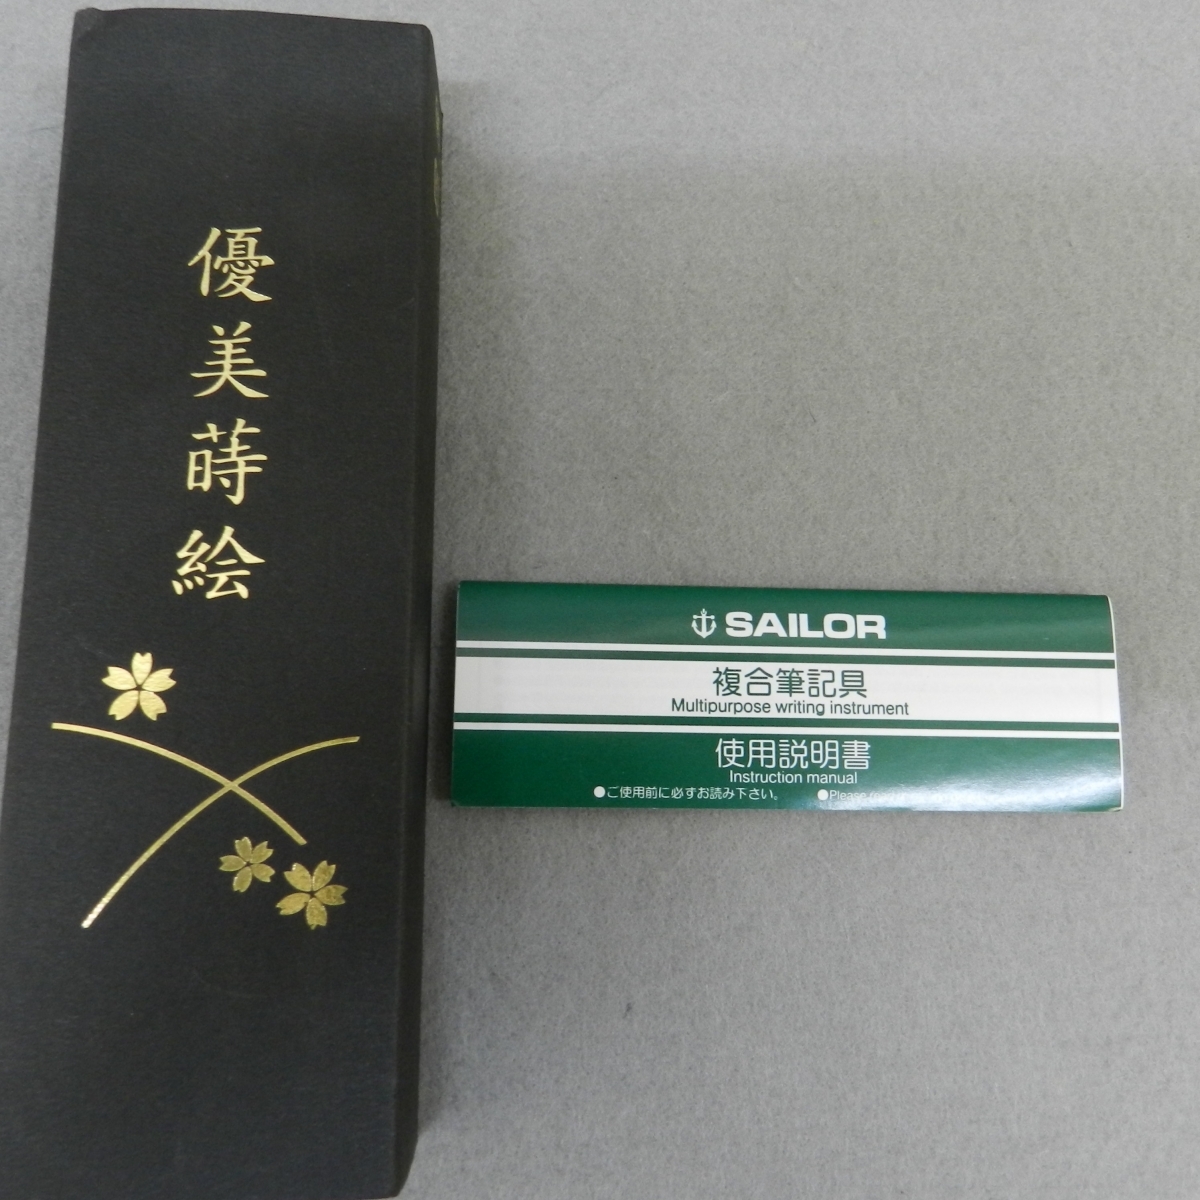 優美蒔絵
SAILOR
複合筆記具
Multipurpose writing instrument
使用説明書
Instruction manual
●ご使用前に必ずお読み下さい。 ●Please